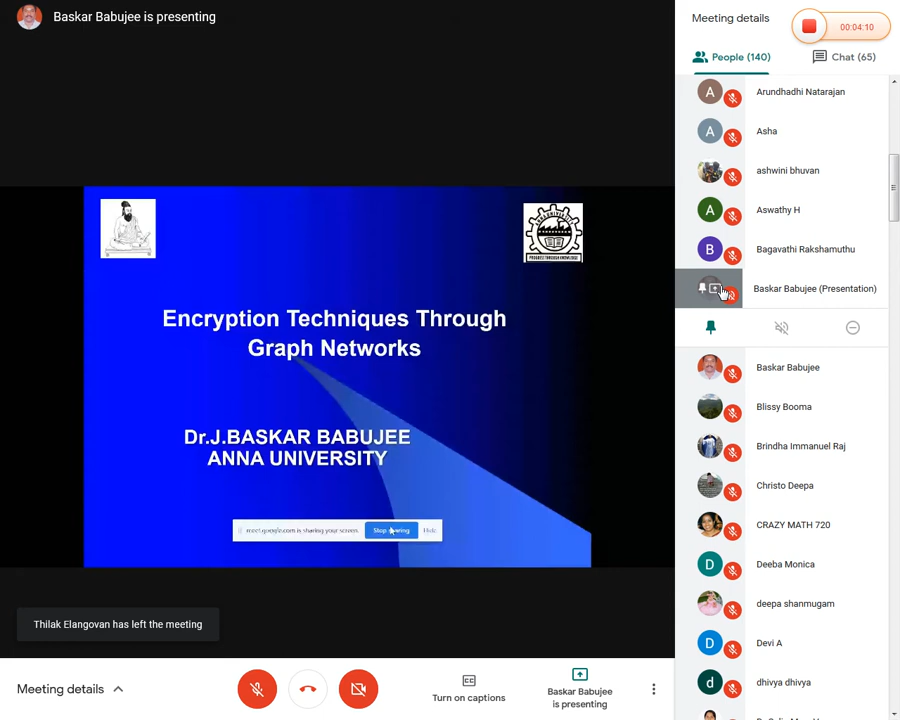 Baskar Babujee is presenting
Meeting details
00:04:10
People (140)
Chat (65)
Arundhadhi Natarajan
A
Asha
A
ashwini bhuvan
Aswathy H
A
Bagavathi Rakshamuthu
B
Baskar Babujee (Presentation)
Baskar Babujee
Blissy Booma
Brindha Immanuel Raj
Christo Deepa
CRAZY MATH 720
Deeba Monica
D
deepa shanmugam
Devi A
D
dhivya dhivya
d
Encryption Techniques Through
Graph Networks
Dr.J.BASKAR BABUJEE
ANNA UNIVERSITY
PROGRESS THROUGH KNOWLEDGE
meet.google.com is sharing your screen.
Stop sharing
Hide
Thilak Elangovan has left the meeting
Meeting details
Turn on captions
Baskar Babujee
is presenting